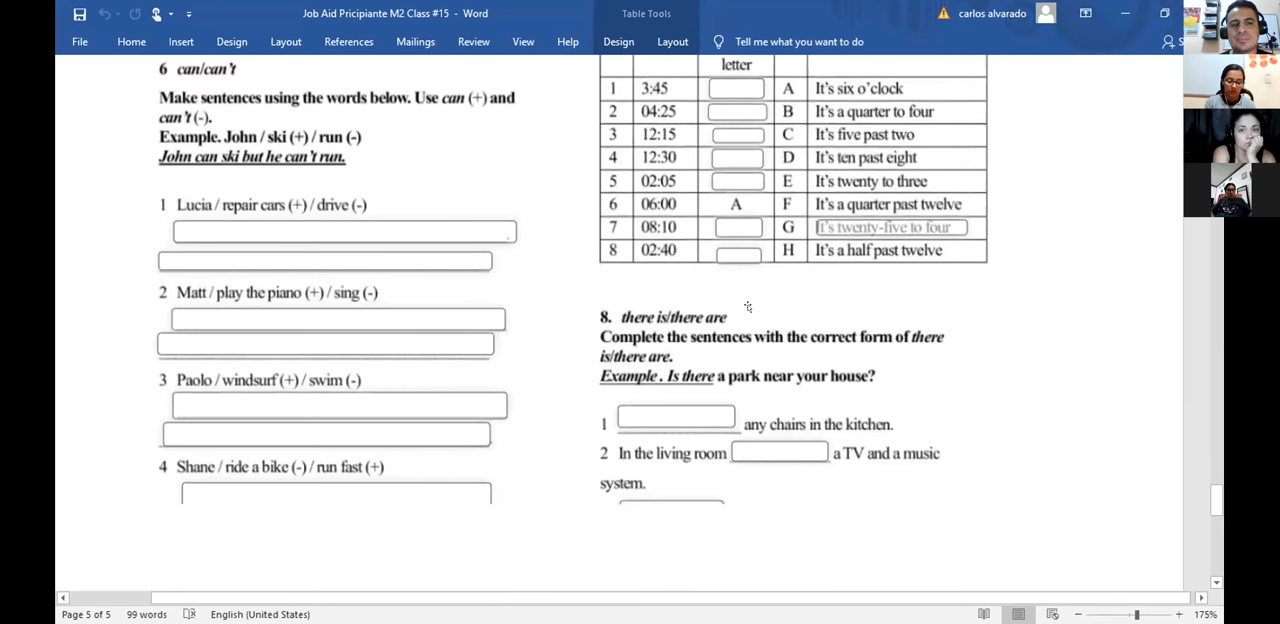 Job Aid Pricipiante M2 Class #15 - Word
Table Tools
carlos alvarado
File Home Insert Design Layout References Mailings Review View Help Design Layout Tell me what you want to do
6 can/can't
Make sentences using the words below. Use can (+) and
can't (-).
Example. John / ski (+) / run (-)
John can ski but he can't run.
1 Lucia / repair cars (+) / drive (-)
2 Matt / play the piano (+) / sing (-)
3 Paolo / windsurf (+) / swim (-)
4 Shane / ride a bike (-) / run fast (+)
letter
1 3:45 A It's six o'clock
2 04:25 B It's a quarter to four
3 12:15 C It's five past two
4 12:30 D It's ten past eight
5 02:05 E It's twenty to three
6 06:00 A F It's a quarter past twelve
7 08:10 G It's twenty-five to four
8 02:40 H It's a half past twelve
8. there is/there are
Complete the sentences with the correct form of there
is/there are.
Example . Is there a park near your house?
1 any chairs in the kitchen.
2 In the living room a TV and a music
system.
Page 5 of 5 99 words English (United States) 175%